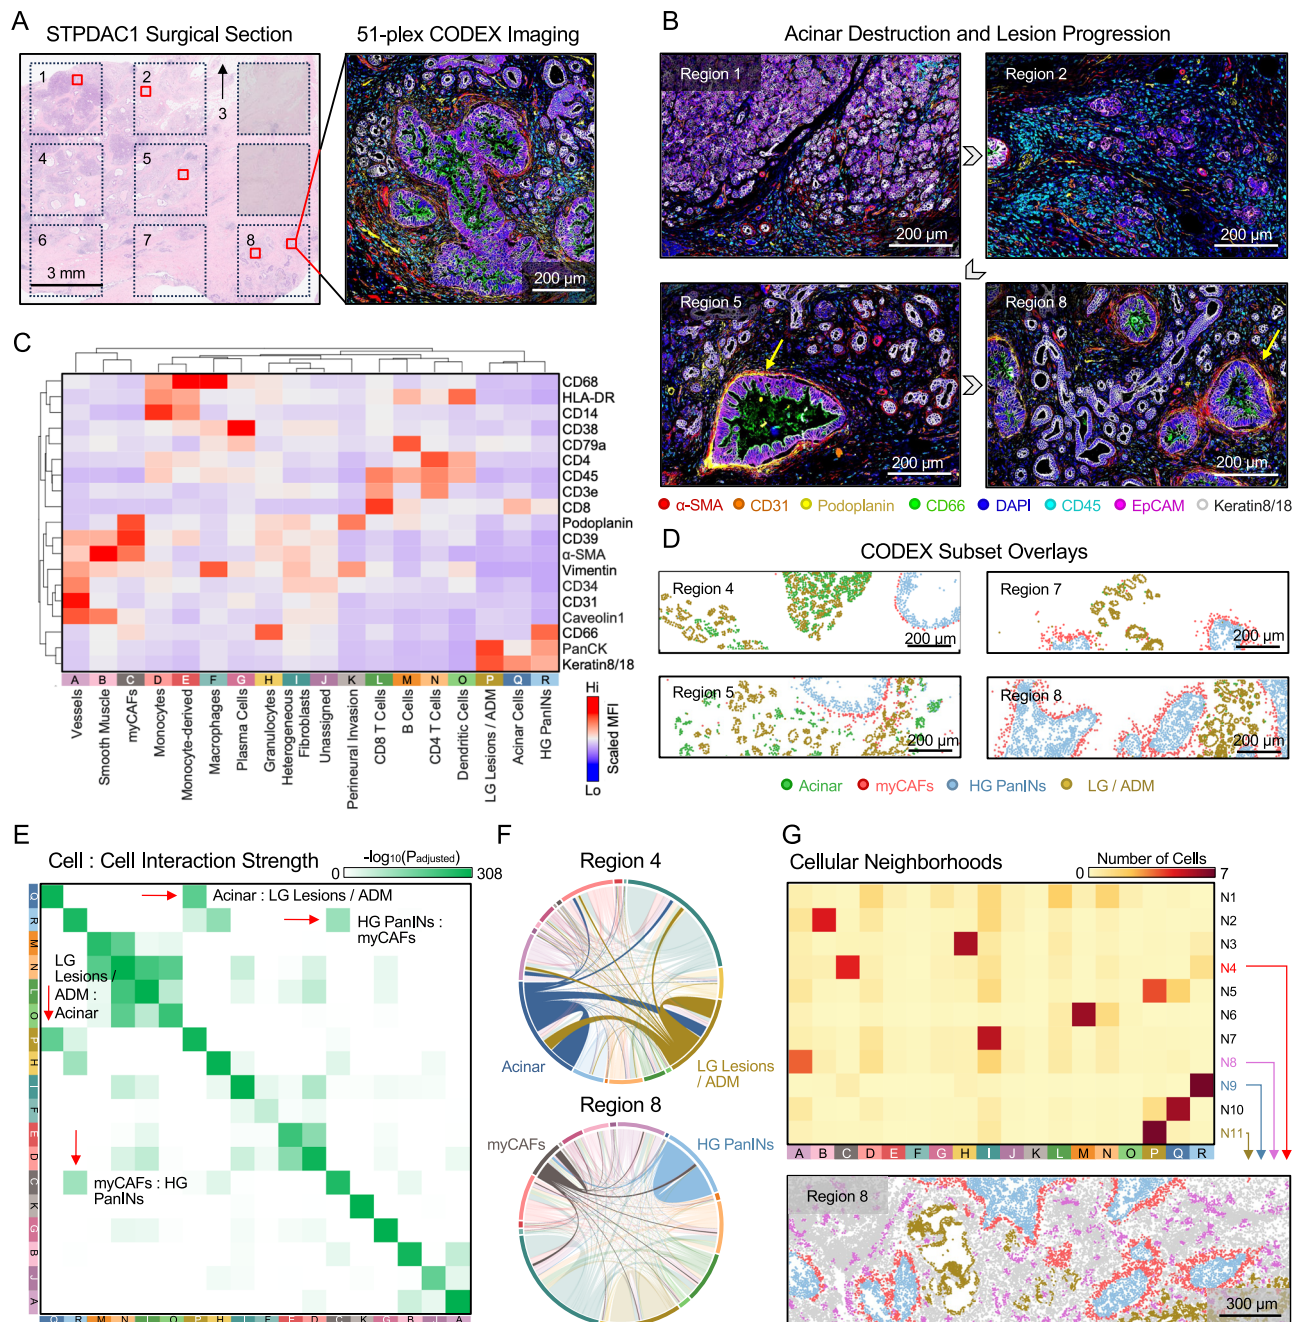 A
STPDAC1 Surgical Section
51-plex CODEX Imaging
1
2
3
4
5
6
7
8
3 mm
200 µm
B
Acinar Destruction and Lesion Progression
Region 1
200 µm
Region 2
200 µm
Region 5
200 µm
Region 8
200 µm
α-SMA CD31 Podoplanin CD66 DAPI CD45 EpCAM Keratin8/18
C
CD68
HLA-DR
CD14
CD38
CD79a
CD4
CD45
CD3e
CD8
Podoplanin
CD39
α-SMA
Vimentin
CD34
CD31
Caveolin1
CD66
PanCK
Keratin8/18
A B C D E F G H I J K L M N O P Q R
Vessels
Smooth Muscle
myCAFs
Monocytes
Monocyte-derived
Macrophages
Plasma Cells
Granulocytes
Heterogeneous
Fibroblasts
Unassigned
Perineural Invasion
CD8 T Cells
B Cells
CD4 T Cells
Dendritic Cells
LG Lesions / ADM
Acinar Cells
HG PanINs
Hi
Scaled MFI
Lo
D
CODEX Subset Overlays
Region 4
200 µm
Region 7
200 µm
Region 5
200 µm
Region 8
200 µm
Acinar myCAFs HG PanINs LG / ADM
E
Cell : Cell Interaction Strength
-log10(Padjusted)
0 308
Acinar : LG Lesions / ADM
HG PanINs :
myCAFs
LG
Lesions /
ADM :
Acinar
myCAFs : HG
PanINs
Q R M N L O P H I F E D C K G B J A
Q R M N L O P H I F E D C K G B J A
F
Region 4
Acinar
LG Lesions
/ ADM
Region 8
myCAFs
HG PanINs
G
Cellular Neighborhoods
Number of Cells
0 7
N1
N2
N3
N4
N5
N6
N7
N8
N9
N10
N11
A B C D E F G H I J K L M N O P Q R
Region 8
300 µm